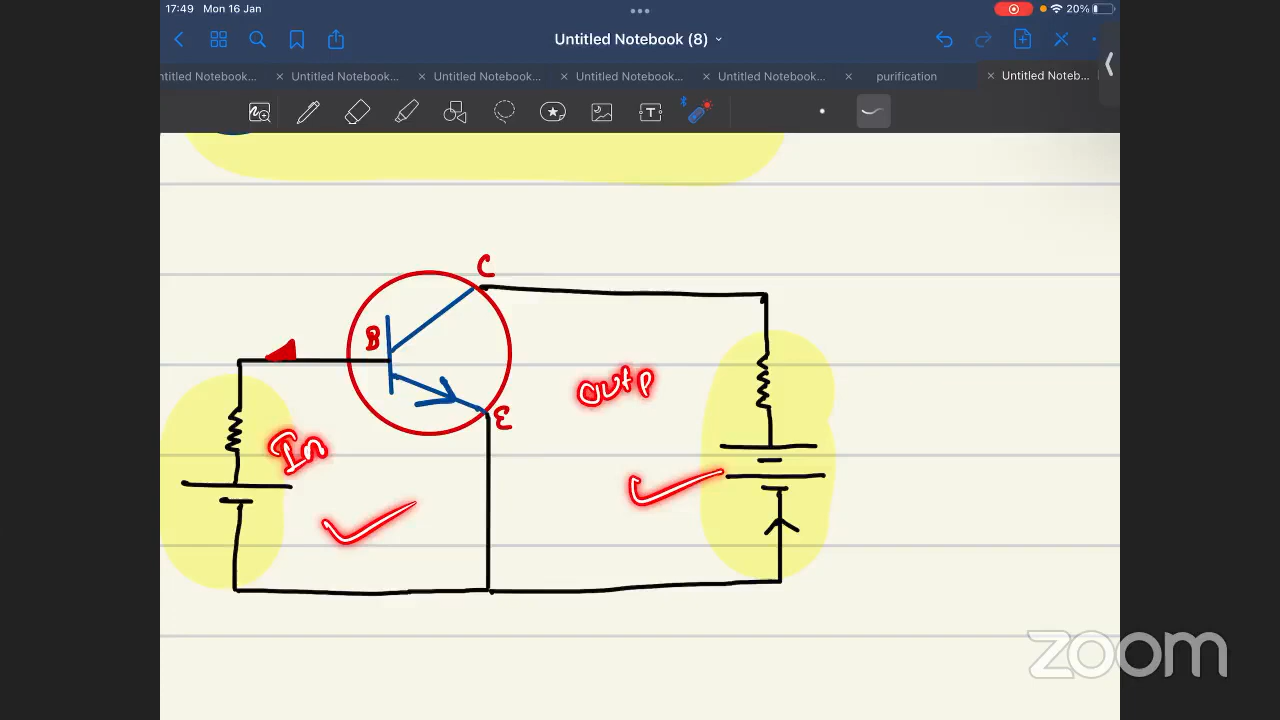 17:49 Mon 16 Jan
20%
Untitled Notebook (8)
ntitled Notebook...
Untitled Notebook...
Untitled Notebook...
Untitled Notebook...
Untitled Notebook...
purification
Untitled Noteb...
T
C
B
E
In
outp
zoom